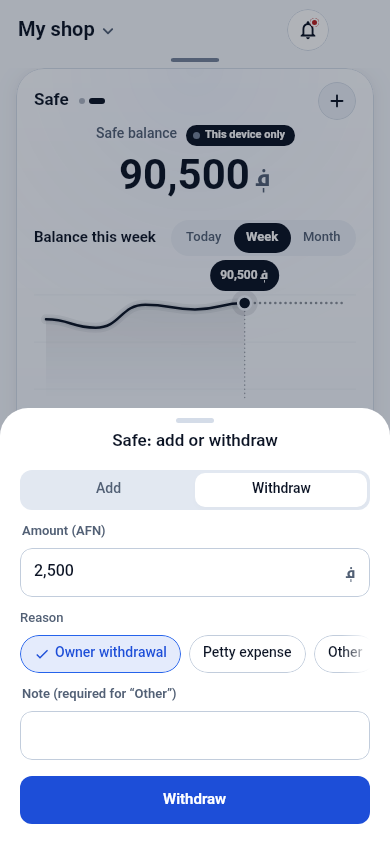 My shop
Safe
Safe balance This device only
90,500 ؋
Balance this week Today Week Month
90,500 ؋
Safe: add or withdraw
Add Withdraw
Amount (AFN)
2,500 ؋
Reason
Owner withdrawal Petty expense Other
Note (required for “Other”)
Withdraw